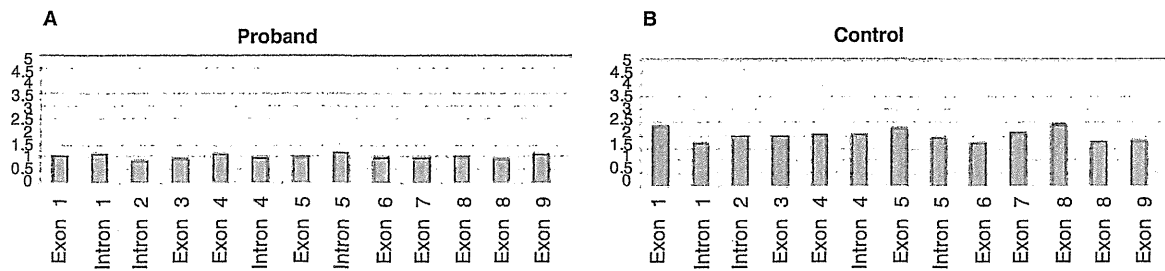 A
Proband
5
4.5
4
3.5
3
2.5
2
1.5
1
0.5
0
Exon 1
Intron 1
Intron 2
Exon 3
Exon 4
Intron 4
Exon 5
Intron 5
Exon 6
Exon 7
Exon 8
Exon 8
Exon 9
B
Control
5
4.5
4
3.5
3
2.5
2
1.5
1
0.5
0
Exon 1
Intron 1
Intron 2
Exon 3
Exon 4
Intron 4
Exon 5
Intron 5
Exon 6
Exon 7
Exon 8
Exon 8
Exon 9